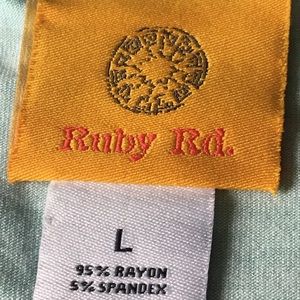 Ruby Rd.
L
95% RAYON
5% SPANDEX